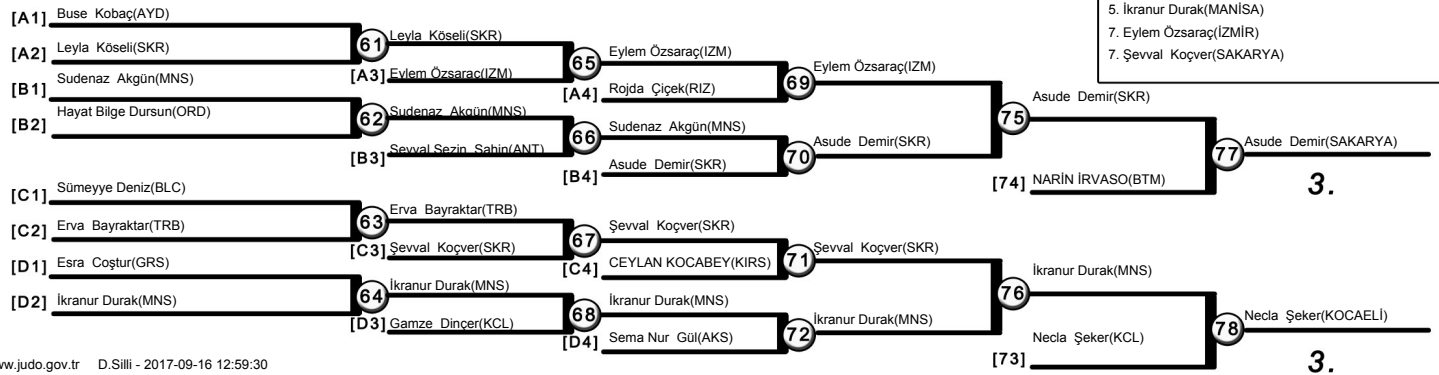 5. İkranur Durak(MANİSA)
7. Eylem Özsaraç(İZMİR)
7. Şevval Koçver(SAKARYA)
[A1] Buse Kobaç(AYD)
[A2] Leyla Köseli(SKR)
[B1] Sudenaz Akgün(MNS)
[B2] Hayat Bilge Dursun(ORD)
[C1] Sümeyye Deniz(BLC)
[C2] Erva Bayraktar(TRB)
[D1] Esra Coştur(GRS)
[D2] İkranur Durak(MNS)
61 Leyla Köseli(SKR)
[A3] Eylem Özsaraç(IZM)
62 Sudenaz Akgün(MNS)
[B3] Şevval Sezin Şahin(ANT)
63 Erva Bayraktar(TRB)
[C3] Şevval Koçver(SKR)
64 İkranur Durak(MNS)
[D3] Gamze Dinçer(KCL)
65 Eylem Özsaraç(IZM)
[A4] Rojda Çiçek(RIZ)
66 Sudenaz Akgün(MNS)
[B4] Asude Demir(SKR)
67 Şevval Koçver(SKR)
[C4] CEYLAN KOCABEY(KIRS)
68 İkranur Durak(MNS)
[D4] Sema Nur Gül(AKS)
69 Eylem Özsaraç(IZM)
70 Asude Demir(SKR)
71 Şevval Koçver(SKR)
72 İkranur Durak(MNS)
75 Asude Demir(SKR)
[74] NARİN İRVASO(BTM)
76 İkranur Durak(MNS)
[73] Necla Şeker(KCL)
77 Asude Demir(SAKARYA)
3.
78 Necla Şeker(KOCAELİ)
3.
w.judo.gov.tr D.Silli - 2017-09-16 12:59:30